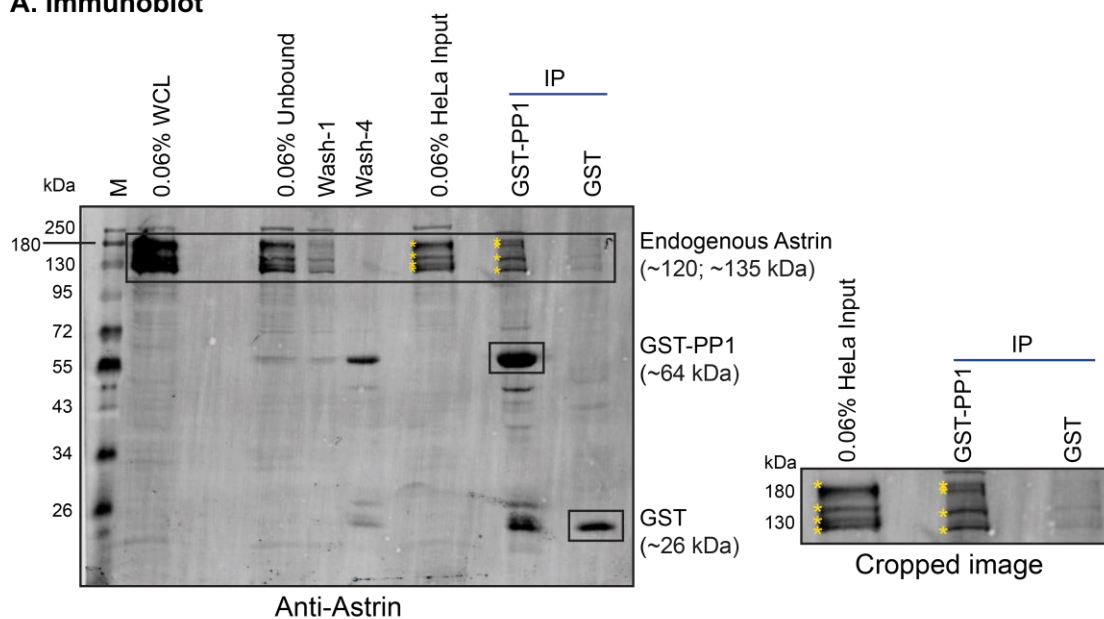 A. Immunoblot
IP
kDa
M
0.06% WCL
0.06% Unbound
Wash-1
Wash-4
0.06% HeLa Input
GST-PP1
GST
250
180
130
95
72
55
43
34
26
Endogenous Astrin
(~120; ~135 kDa)
GST-PP1
(~64 kDa)
GST
(~26 kDa)
Anti-Astrin
IP
kDa
0.06% HeLa Input
GST-PP1
GST
180
130
Cropped image